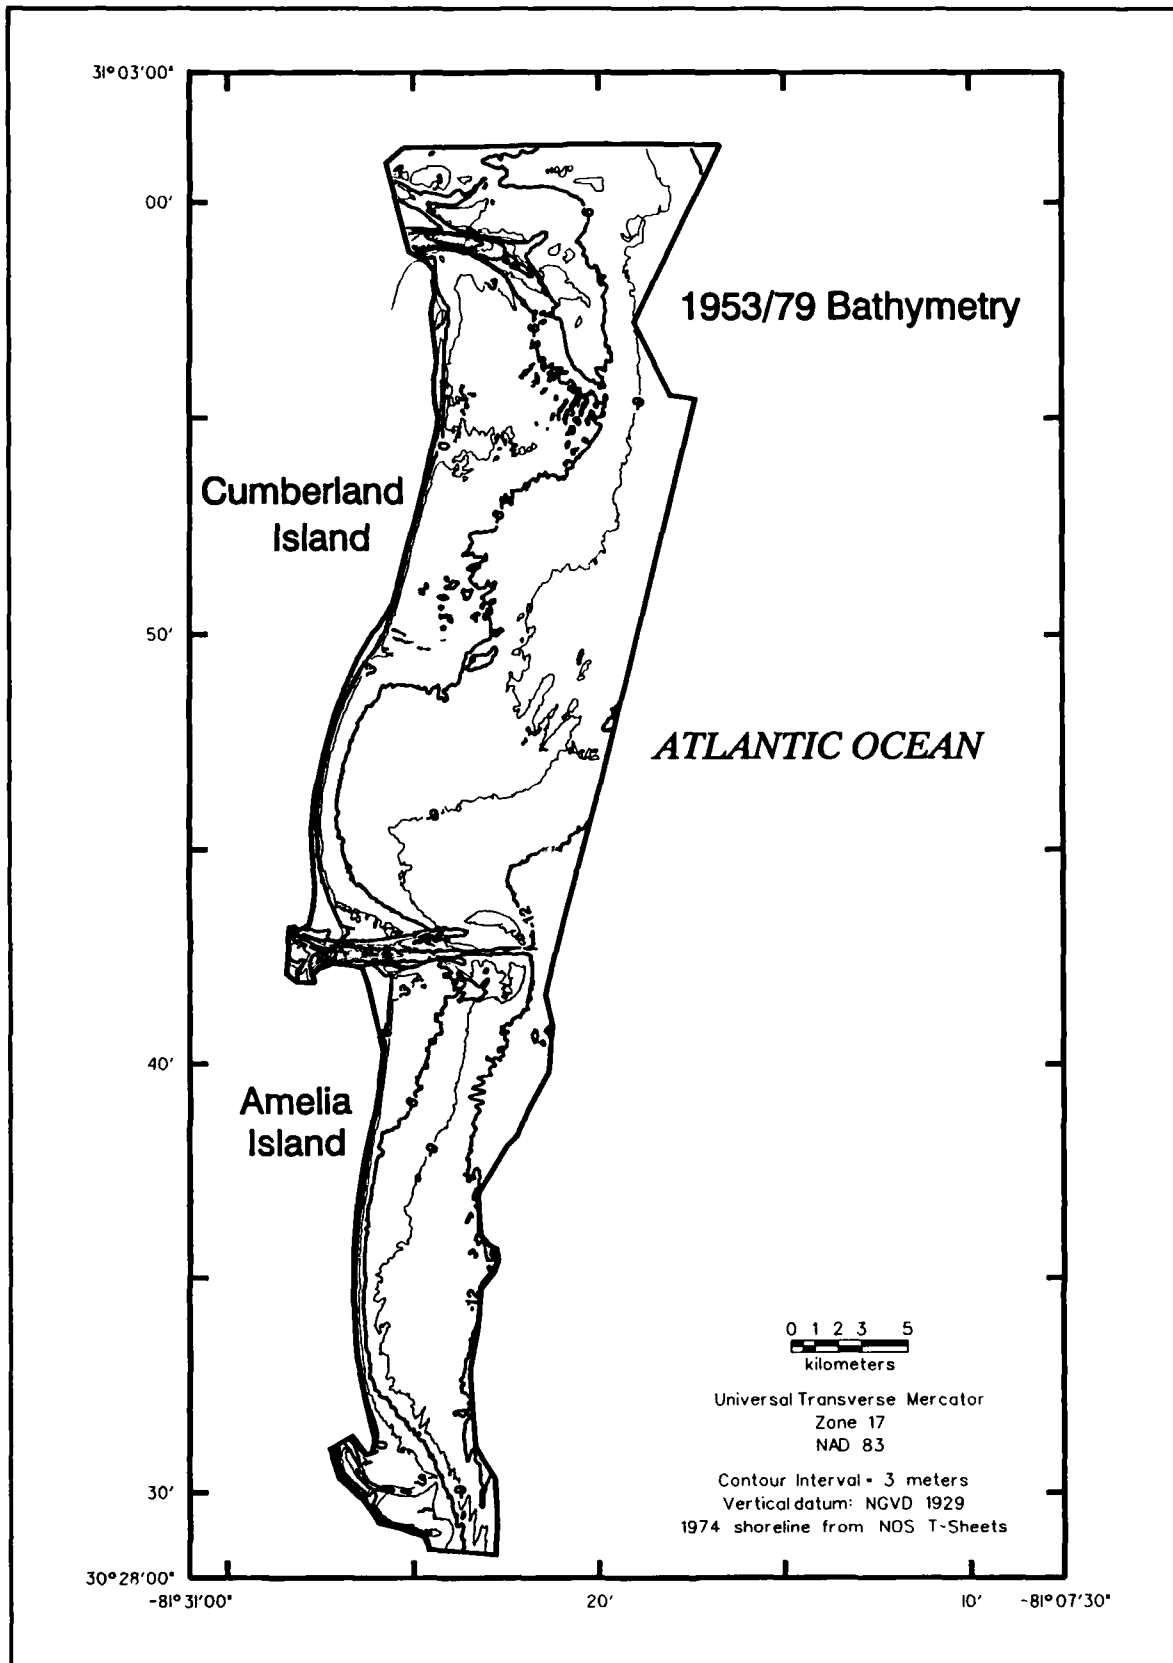 31°03'00"
00'
1953/79 Bathymetry
Cumberland
Island
50'
ATLANTIC OCEAN
-12
40'
Amelia
Island
-12
0 1 2 3 5
kilometers
Universal Transverse Mercator
Zone 17
NAD 83
Contour Interval = 3 meters
Vertical datum: NGVD 1929
1974 shoreline from NOS T-Sheets
30'
30°28'00"
-81°31'00"
20'
10'
-81°07'30"